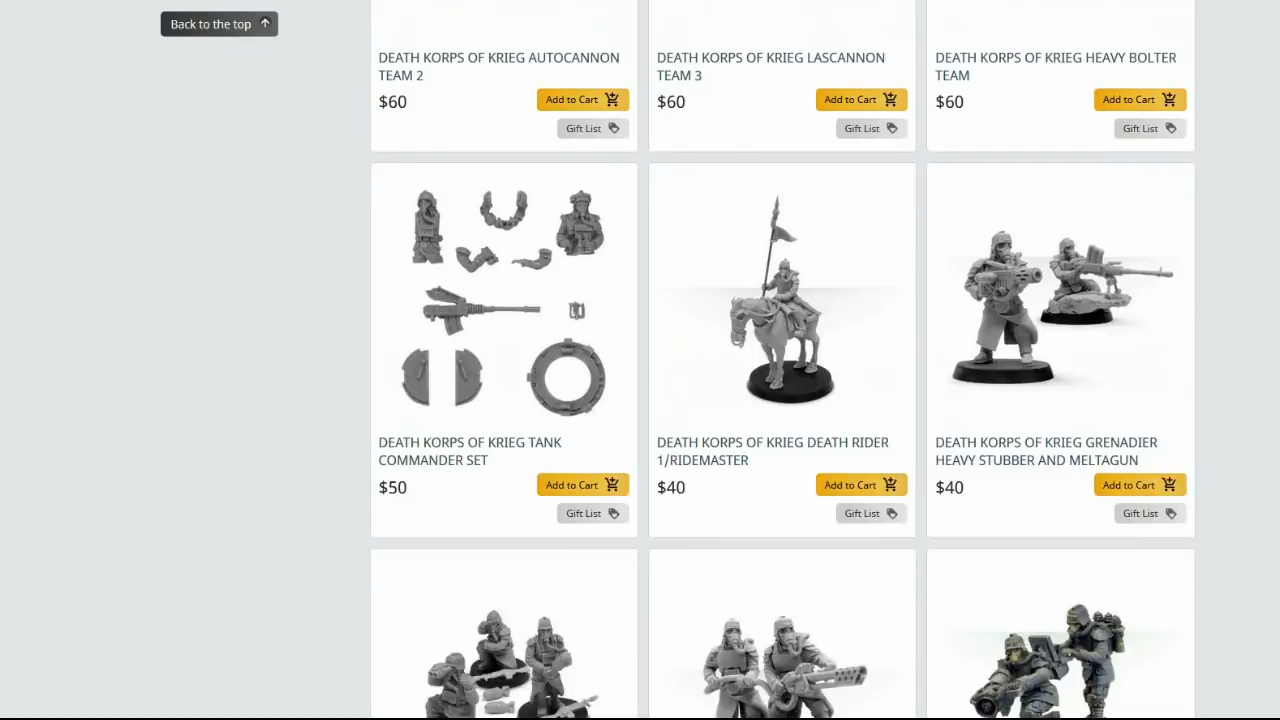 Back to the top
DEATH KORPS OF KRIEG AUTOCANNON
TEAM 2
$60
Add to Cart
Gift List
DEATH KORPS OF KRIEG LASCANNON
TEAM 3
$60
Add to Cart
Gift List
DEATH KORPS OF KRIEG HEAVY BOLTER
TEAM
$60
Add to Cart
Gift List
DEATH KORPS OF KRIEG TANK
COMMANDER SET
$50
Add to Cart
Gift List
DEATH KORPS OF KRIEG DEATH RIDER
1/RIDEMASTER
$40
Add to Cart
Gift List
DEATH KORPS OF KRIEG GRENADIER
HEAVY STUBBER AND MELTAGUN
$40
Add to Cart
Gift List